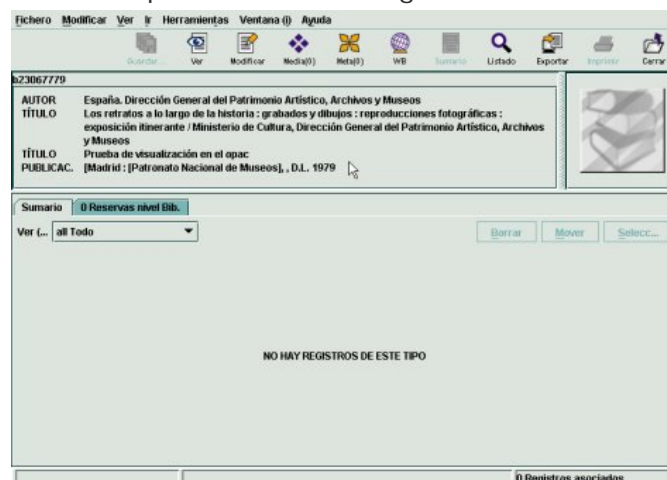 Fichero Modificar Ver Ir Herramientas Ventana (i) Ayuda
Guardar... Ver Modificar Media(0) Meta(0) WB Sumario Listado Exportar Imprimir Cerrar
b23067779
AUTOR España. Dirección General del Patrimonio Artístico, Archivos y Museos
TÍTULO Los retratos a lo largo de la historia : grabados y dibujos : reproducciones fotográficas :
exposición itinerante / Ministerio de Cultura, Dirección General del Patrimonio Artístico, Archivos
y Museos
TÍTULO Prueba de visualización en el opac
PUBLICAC. [Madrid : [Patronato Nacional de Museos], , D.L. 1979
Sumario 0 Reservas nivel Bib.
Ver (... all Todo Borrar Mover Selecc...
NO HAY REGISTROS DE ESTE TIPO
0 Registros asociados